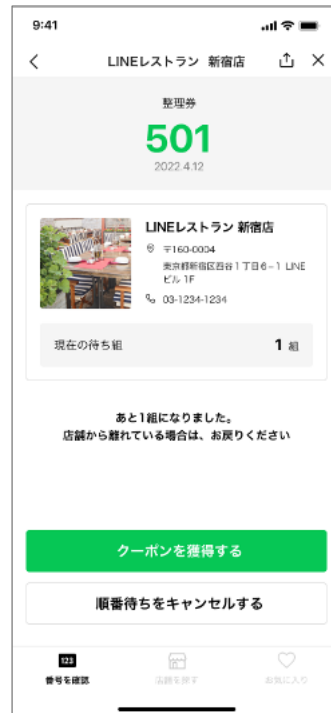 9:41
LINEレストラン 新宿店
整理券
501
2022.4.12
LINEレストラン 新宿店
〒160-0004
東京都新宿区四谷1丁目6-1 LINE
ビル 1F
03-1234-1234
現在の待ち組
1 組
あと1組になりました。
店舗から離れている場合は、お戻りください
クーポンを獲得する
順番待ちをキャンセルする
123
番号を確認
店舗を探す
お気に入り